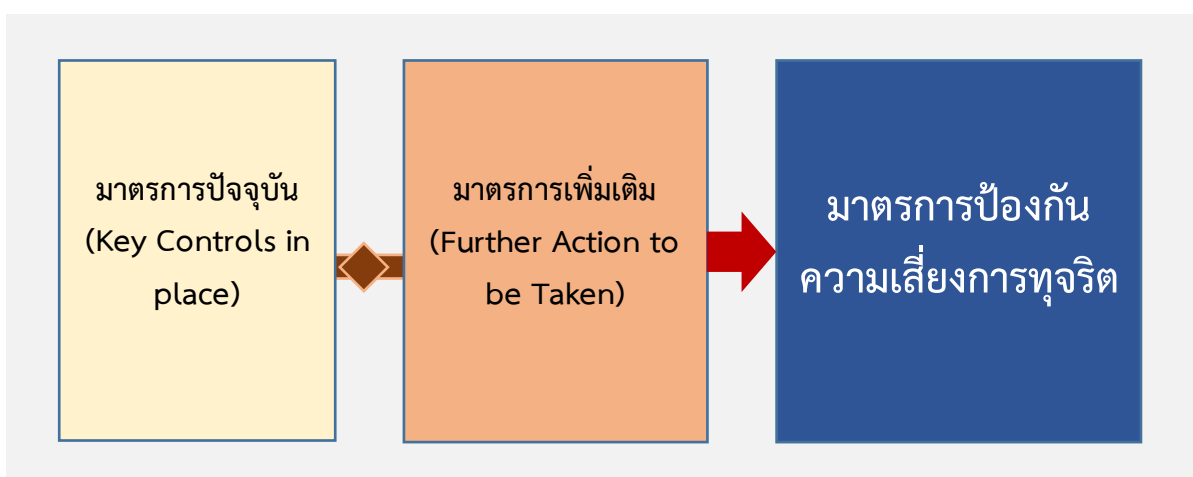 มาตรการปัจจุบัน
(Key Controls in
place)
มาตรการเพิ่มเติม
(Further Action to
be Taken)
มาตรการป้องกัน
ความเสี่ยงการทุจริต